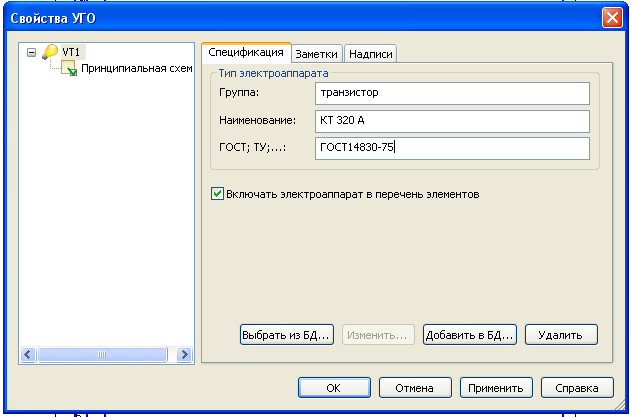 Свойства УГО
VT1
Принципиальная схем
Спецификация Заметки Надписи
Тип электроаппарата
Группа: транзистор
Наименование: КТ 320 А
ГОСТ; ТУ;...: ГОСТ14830-75
Включать электроаппарат в перечень элементов
Выбрать из БД... Изменить... Добавить в БД... Удалить
ОК Отмена Применить Справка